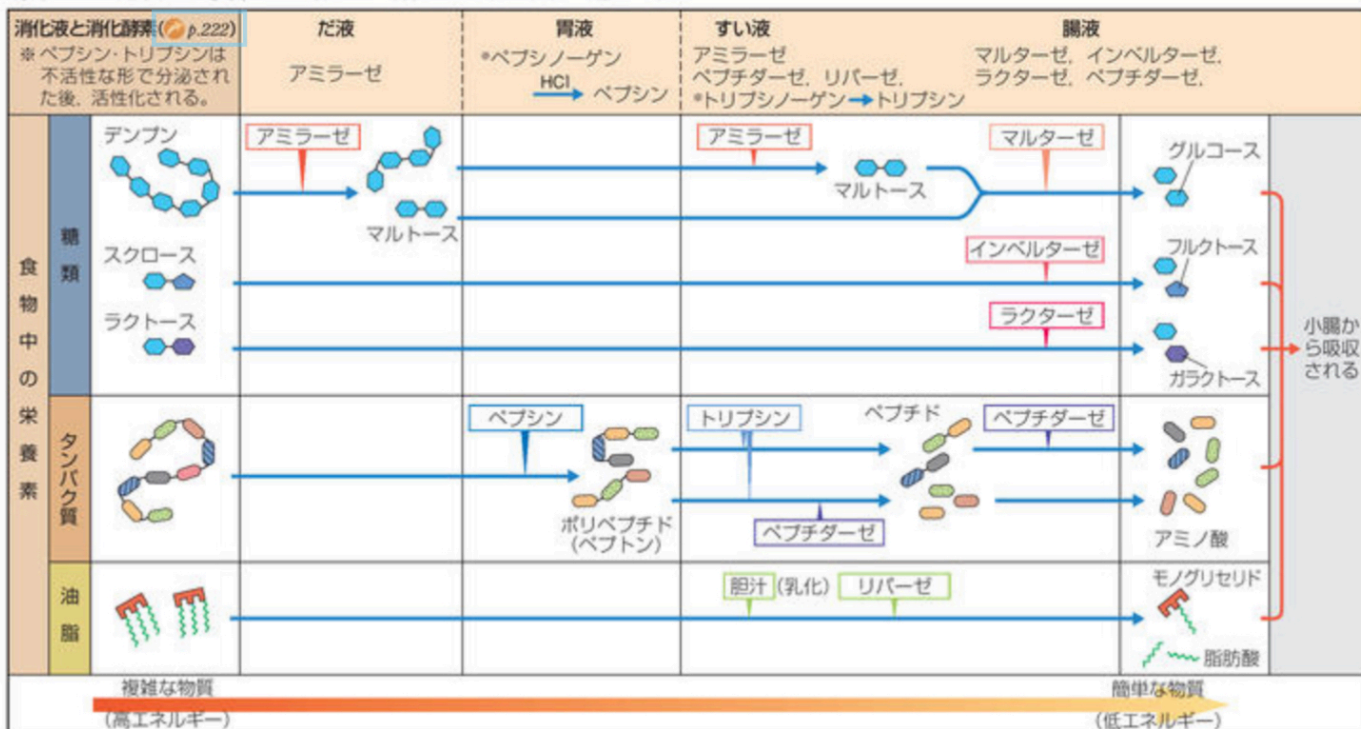 消化液と消化酵素(p.222)
※ペプシン・トリプシンは
不活性な形で分泌され
た後，活性化される。
だ液
アミラーゼ
胃液
※ペプシノーゲン
HCl
ペプシン
すい液
アミラーゼ
ペプチダーゼ，リパーゼ，
※トリプシノーゲン→トリプシン
腸液
マルターゼ，インベルターゼ，
ラクターゼ，ペプチダーゼ，
食物中の栄養素
糖類
デンプン
アミラーゼ
マルトース
アミラーゼ
マルトース
マルターゼ
グルコース
スクロース
インベルターゼ
フルクトース
ラクトース
ラクターゼ
ガラクトース
タンパク質
ペプシン
ポリペプチド
(ペプトン)
トリプシン
ペプチダーゼ
ペプチド
ペプチダーゼ
アミノ酸
油脂
胆汁(乳化)
リパーゼ
モノグリセリド
脂肪酸
小腸か
ら吸収
される
複雑な物質
(高エネルギー)
簡単な物質
(低エネルギー)